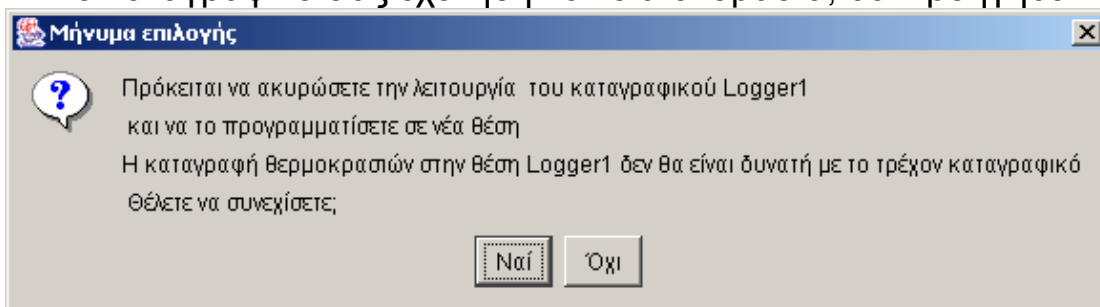 Μήνυμα επιλογής
Πρόκειται να ακυρώσετε την λειτουργία του καταγραφικού Logger1
και να το προγραμματίσετε σε νέα θέση
Η καταγραφή θερμοκρασιών στην θέση Logger1 δεν θα είναι δυνατή με το τρέχον καταγραφικό
Θέλετε να συνεχίσετε;
Ναί Όχι